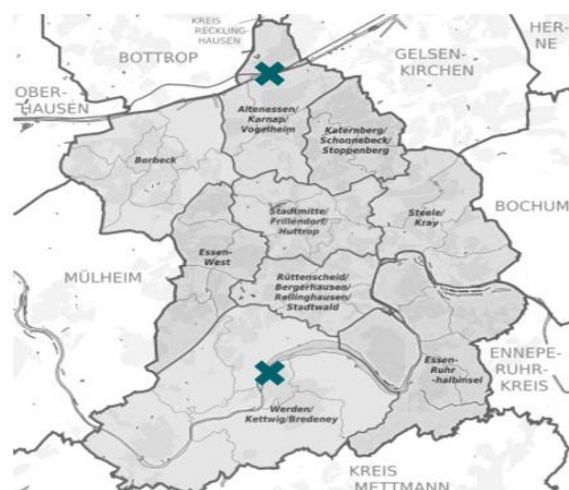 KREIS
RECKLING-
HAUSEN
BOTTROP
HER-
NE
GELSEN-
KIRCHEN
OBER-
HAUSEN
Altenessen/
Karnap/
Vogelheim
Katernberg/
Schonnebeck/
Stoppenberg
Borbeck
Stadtmitte/
Frillendorf/
Huttrop
Steele/
Kray
BOCHUM
Essen-
West
MÜLHEIM
Rüttenscheid/
Bergerhausen/
Rellinghausen/
Stadtwald
Essen-
Ruhr
-halbinsel
ENNEPE-
RUHR-
KREIS
Werden/
Kettwig/Bredeney
KREIS
METTMANN